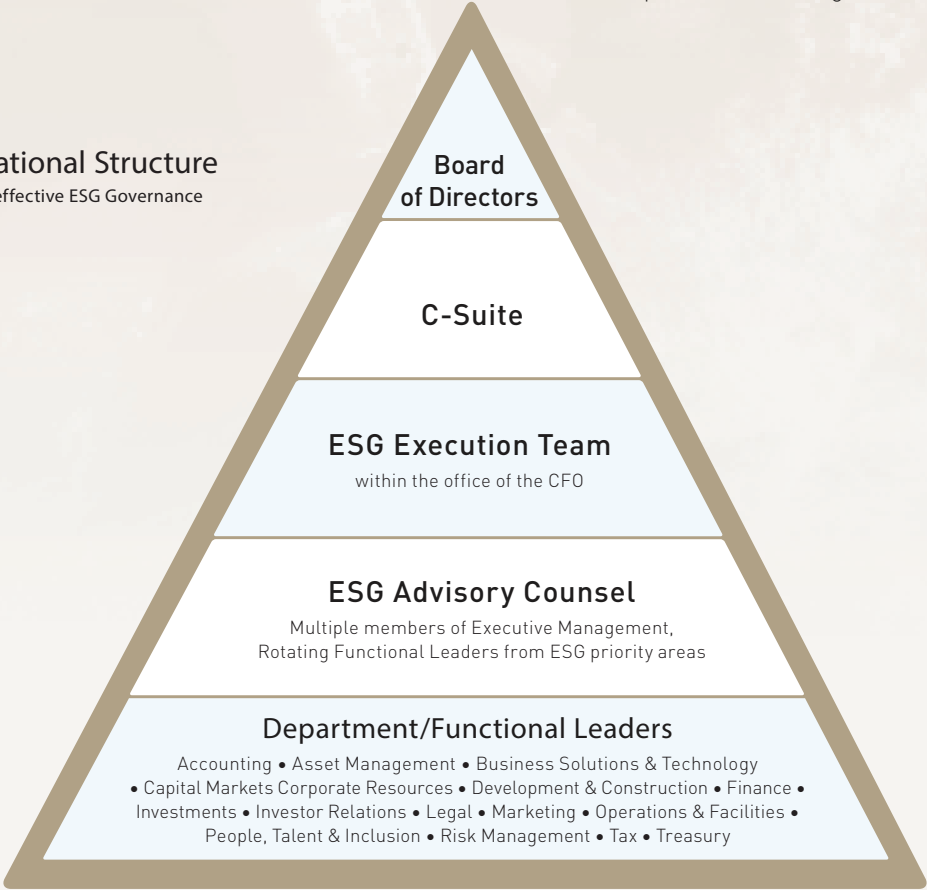 ational Structure
effective ESG Governance
Board
of Directors
C-Suite
ESG Execution Team
within the office of the CFO
ESG Advisory Counsel
Multiple members of Executive Management,
Rotating Functional Leaders from ESG priority areas
Department/Functional Leaders
Accounting • Asset Management • Business Solutions & Technology
• Capital Markets Corporate Resources • Development & Construction • Finance •
Investments • Investor Relations • Legal • Marketing • Operations & Facilities •
People, Talent & Inclusion • Risk Management • Tax • Treasury